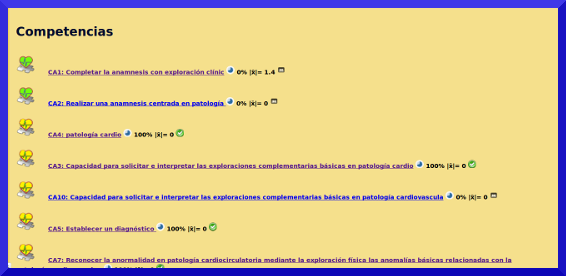 Competencias
CA1: Completar la anamnesis con exploración clínic 0% |x̄|= 1.4
CA2: Realizar una anamnesis centrada en patología 0% |x̄|= 0
CA4: patología cardio 100% |x̄|= 0
CA3: Capacidad para solicitar e interpretar las exploraciones complementarias básicas en patología cardio 100% |x̄|= 0
CA10: Capacidad para solicitar e interpretar las exploraciones complementarias básicas en patología cardiovascula 0% |x̄|= 0
CA5: Establecer un diagnóstico 100% |x̄|= 0
CA7: Reconocer la anormalidad en patología cardiocirculatoria mediante la exploración física las anomalías básicas relacionadas con la